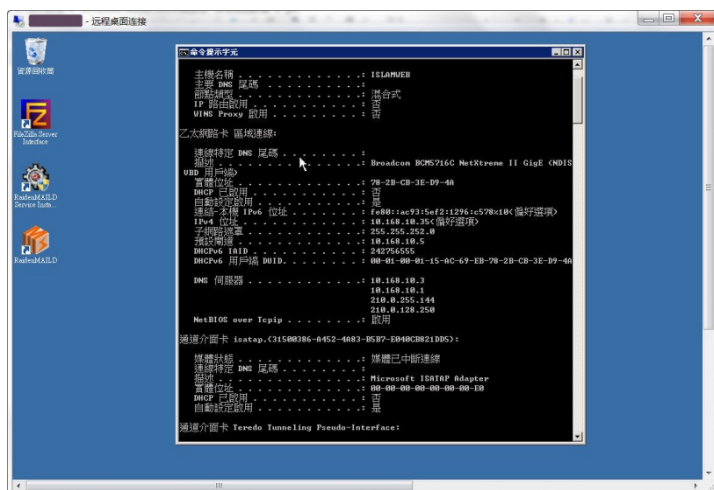 - 远程桌面连接
資源回收筒
FileZilla Server
Interface
RaidenMAILD
Service Insta...
RaidenMAILD
命令提示字元
主機名稱 . . . . . . . . . . . . . : ISLAMWEB
主要 DNS 尾碼 . . . . . . . . . . . :
節點類型 . . . . . . . . . . . . . : 混合式
IP 路由啟用 . . . . . . . . . . . . : 否
WINS Proxy 啟用 . . . . . . . . . . : 否
乙太網路卡 區域連線:
連線特定 DNS 尾碼 . . . . . . . . . :
描述 . . . . . . . . . . . . . . . : Broadcom BCM5716C NetXtreme II GigE (NDIS
VBD 用戶端)
實體位址 . . . . . . . . . . . . . : 78-2B-CB-3E-D9-4A
DHCP 已啟用 . . . . . . . . . . . . : 否
自動設定啟用 . . . . . . . . . . . : 是
連結-本機 IPv6 位址 . . . . . . . . : fe80::ac93:5ef2:1296:c578%10(偏好選項)
IPv4 位址 . . . . . . . . . . . . . : 10.168.10.35(偏好選項)
子網路遮罩 . . . . . . . . . . . . : 255.255.252.0
預設閘道 . . . . . . . . . . . . . : 10.168.10.5
DHCPv6 IAID . . . . . . . . . . . . : 242756555
DHCPv6 用戶端 DUID. . . . . . . . . : 00-01-00-01-15-AC-69-EB-78-2B-CB-3E-D9-4A
DNS 伺服器 . . . . . . . . . . . . : 10.168.10.3
10.168.10.1
210.0.255.144
210.0.128.250
NetBIOS over Tcpip . . . . . . . . : 啟用
通道介面卡 isatap.{31500386-A452-4A83-B5B7-E040CB821DD5}:
媒體狀態 . . . . . . . . . . . . . : 媒體已中斷連線
連線特定 DNS 尾碼 . . . . . . . . . :
描述 . . . . . . . . . . . . . . . : Microsoft ISATAP Adapter
實體位址 . . . . . . . . . . . . . : 00-00-00-00-00-00-00-E0
DHCP 已啟用 . . . . . . . . . . . . : 否
自動設定啟用 . . . . . . . . . . . : 是
通道介面卡 Teredo Tunneling Pseudo-Interface: